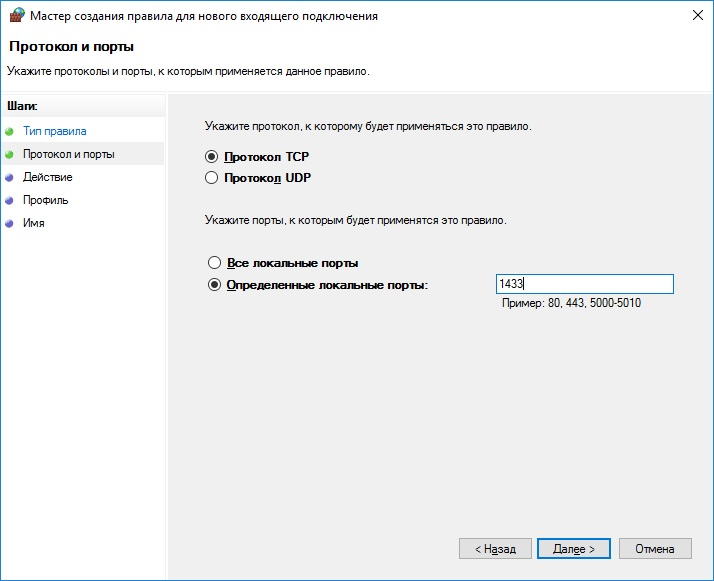 Мастер создания правила для нового входящего подключения
Протокол и порты
Укажите протоколы и порты, к которым применяется данное правило.
Шаги:
Тип правила
Протокол и порты
Действие
Профиль
Имя
Укажите протокол, к которому будет применяться это правило.
Протокол TCP
Протокол UDP
Укажите порты, к которым будет применятся это правило.
Все локальные порты
Определенные локальные порты:
1433
Пример: 80, 443, 5000-5010
< Назад
Далее >
Отмена